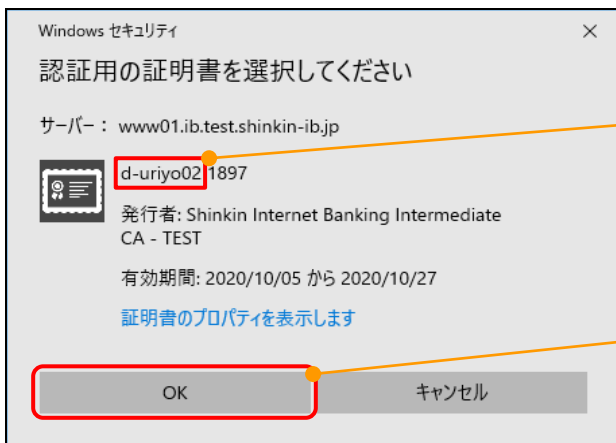 Windows セキュリティ
認証用の証明書を選択してください
サーバー： www01.ib.test.shinkin-ib.jp
d-uriyo02 1897
発行者: Shinkin Internet Banking Intermediate
CA - TEST
有効期間: 2020/10/05 から 2020/10/27
証明書のプロパティを表示します
OK
キャンセル